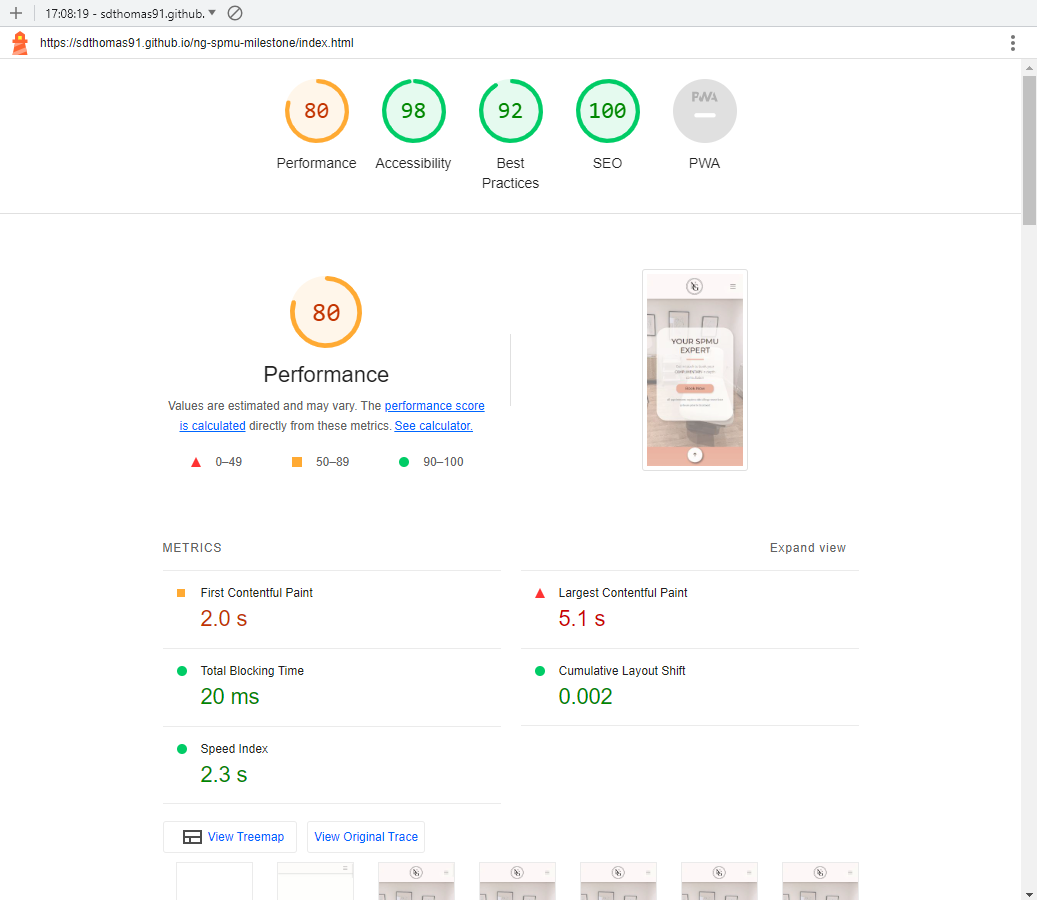 17:08:19 - sdthomas91.github.
https://sdthomas91.github.io/ng-spmu-milestone/index.html
80
98
92
100
PWA
Performance
Accessibility
Best
Practices
SEO
PWA
80
Performance
Values are estimated and may vary. The performance score
is calculated directly from these metrics. See calculator.
0–49
50–89
90–100
YOUR SPMU
EXPERT
METRICS
Expand view
First Contentful Paint
2.0 s
Largest Contentful Paint
5.1 s
Total Blocking Time
20 ms
Cumulative Layout Shift
0.002
Speed Index
2.3 s
View Treemap
View Original Trace